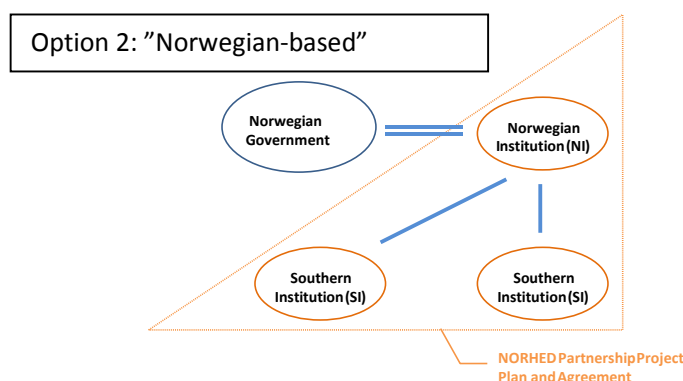 Option 2: ”Norwegian-based”
Norwegian
Government
Norwegian
Institution (NI)
Southern
Institution (SI)
Southern
Institution (SI)
NORHED Partnership Project
Plan and Agreement